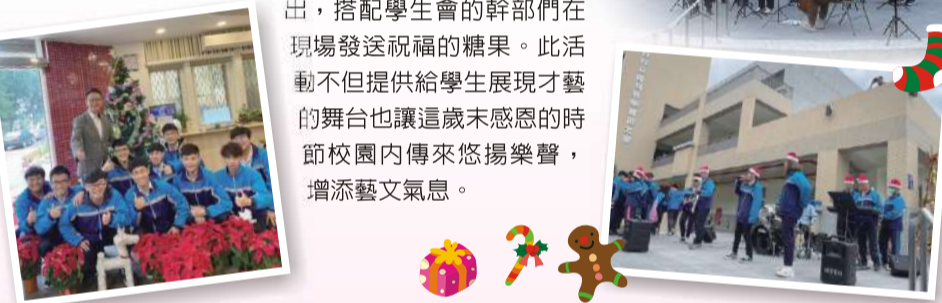 出，搭配學生會的幹部們在
現場發送祝福的糖果。此活
動不但提供給學生展現才藝
的舞台也讓這歲末感恩的時
節校園內傳來悠揚樂聲，
增添藝文氣息。